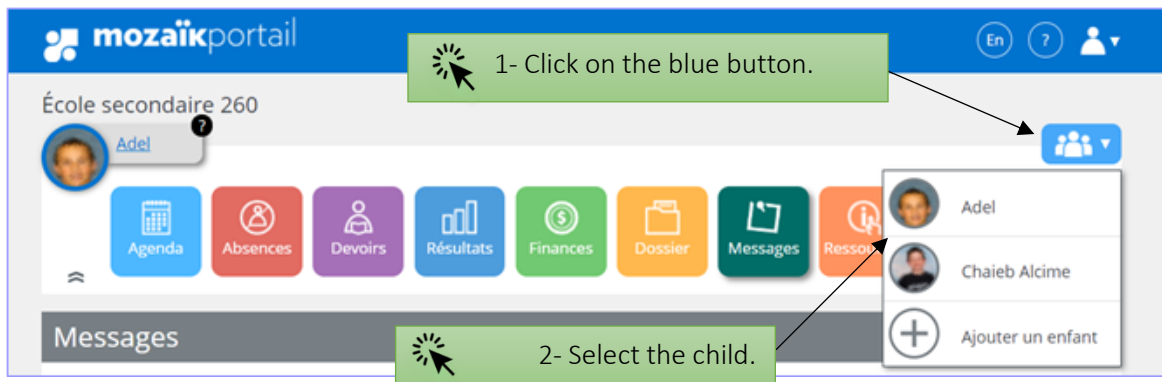 mozaïkportail
En ?
1- Click on the blue button.
École secondaire 260
Adel ?
Agenda Absences Devoirs Résultats Finances Dossier Messages
Adel
Chaieb Alcime
Ajouter un enfant
Messages
2- Select the child.